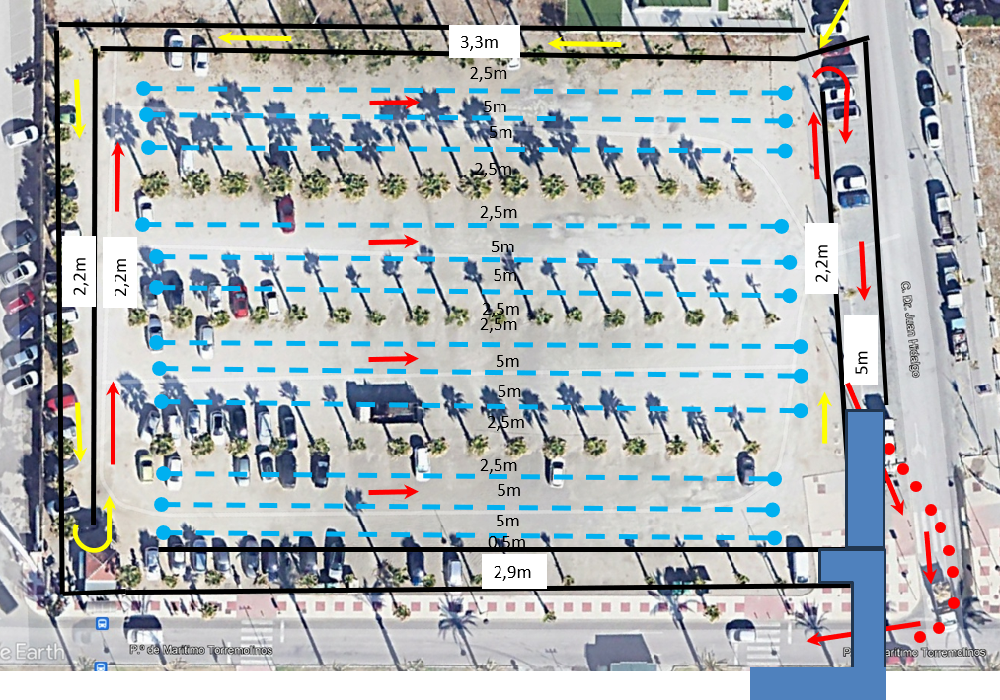 3,3m
2,5m
5m
5m
2,5m
2,5m
5m
5m
2,5m
2,5m
5m
5m
2,5m
2,5m
5m
5m
0,5m
2,9m
2,2m
2,2m
2,2m
5m
C. Dr. Juan Hidalgo
e Earth
P.º de Marítimo Torremolinos
P.
arítimo Torremolinos